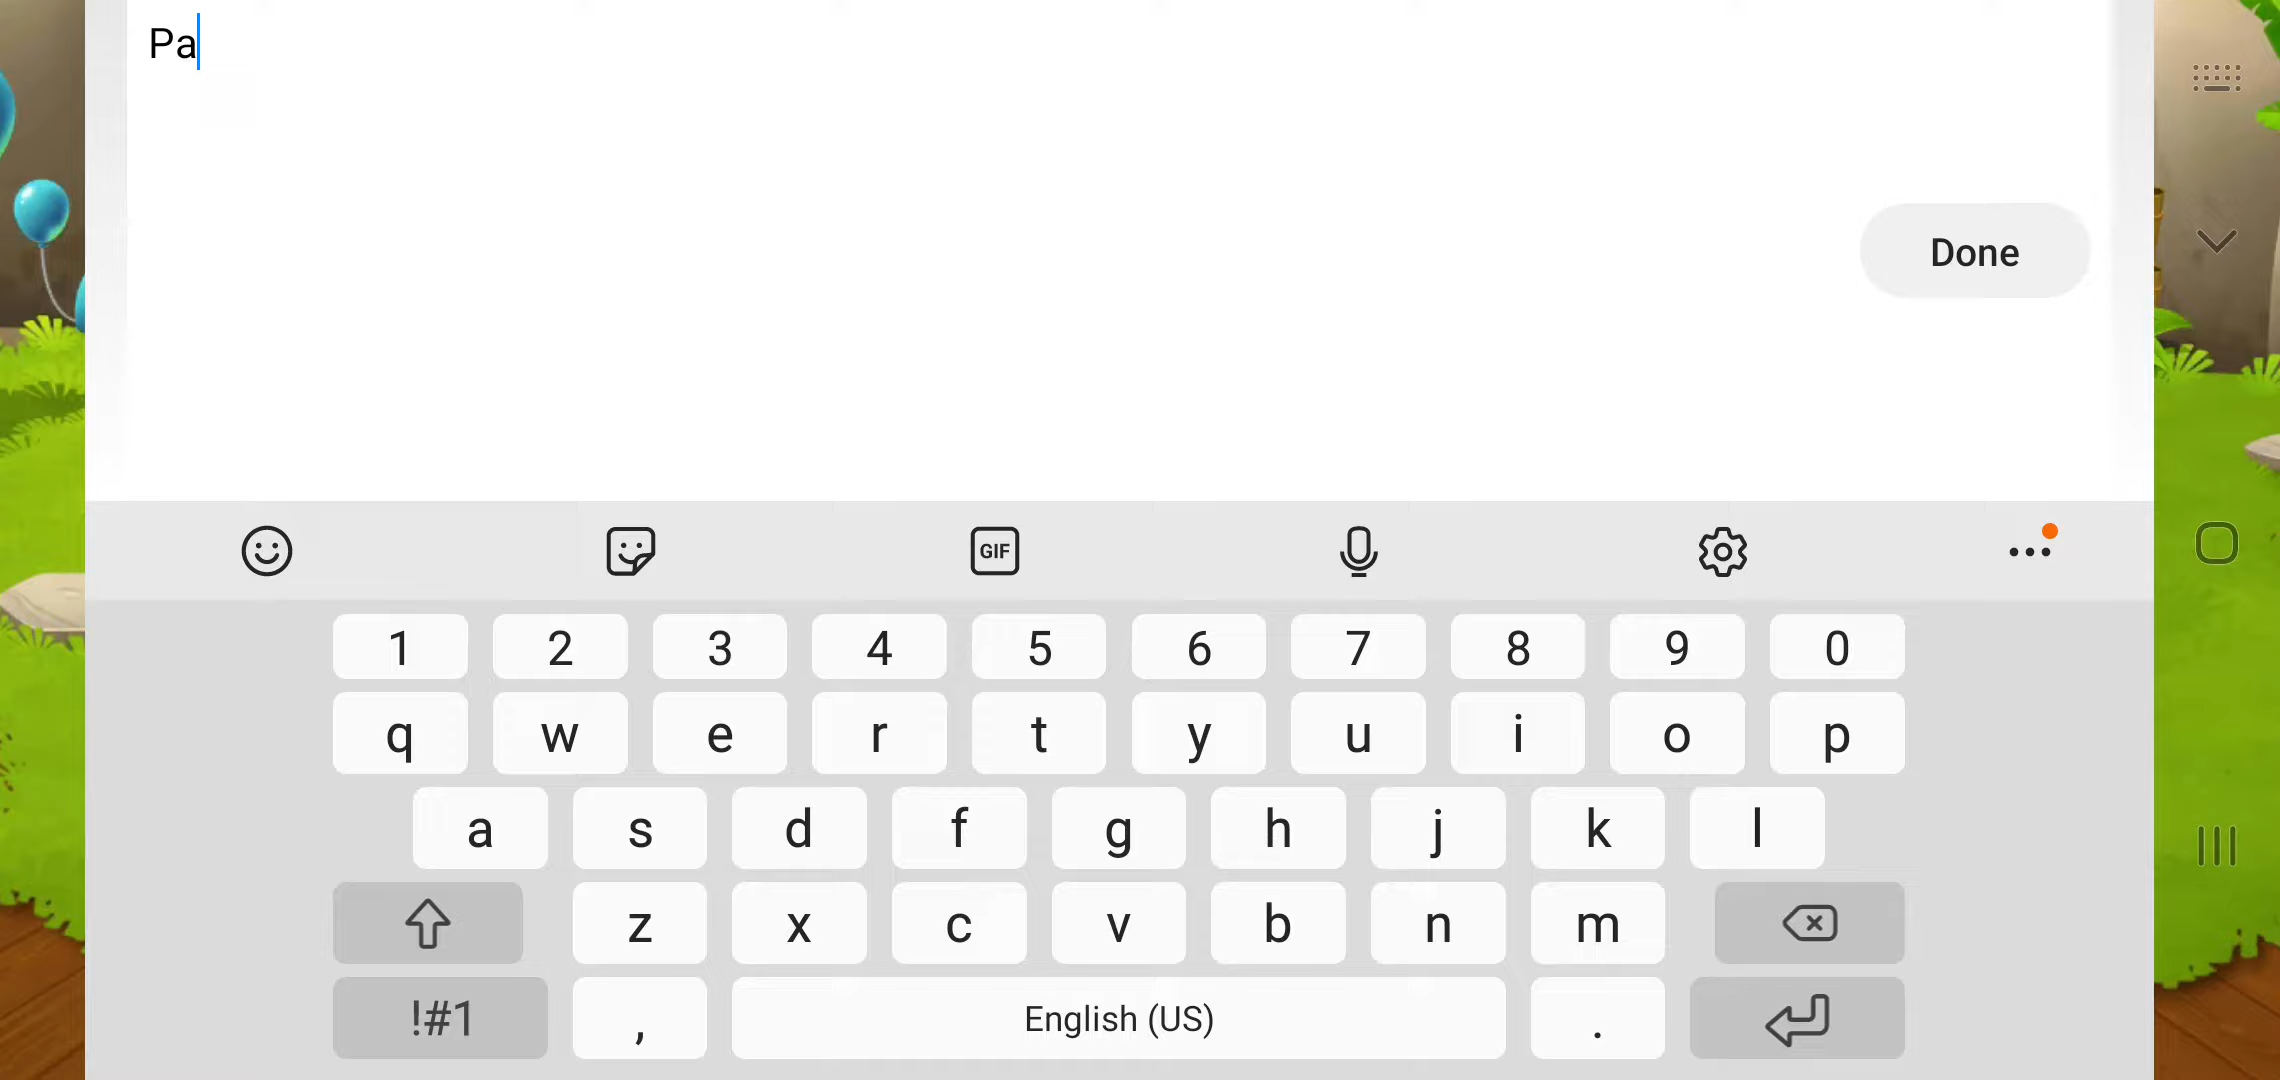 Pa
Done
GIF
1 2 3 4 5 6 7 8 9 0
q w e r t y u i o p
a s d f g h j k l
z x c v b n m
!#1 , English (US) .